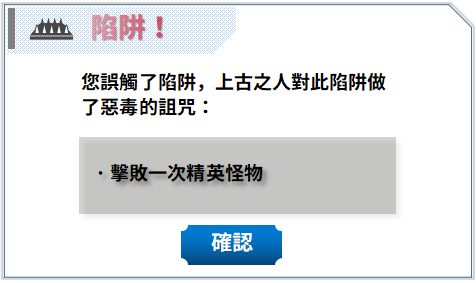 陷阱！
您誤觸了陷阱，上古之人對此陷阱做
了惡毒的詛咒：
·擊敗一次精英怪物
確認